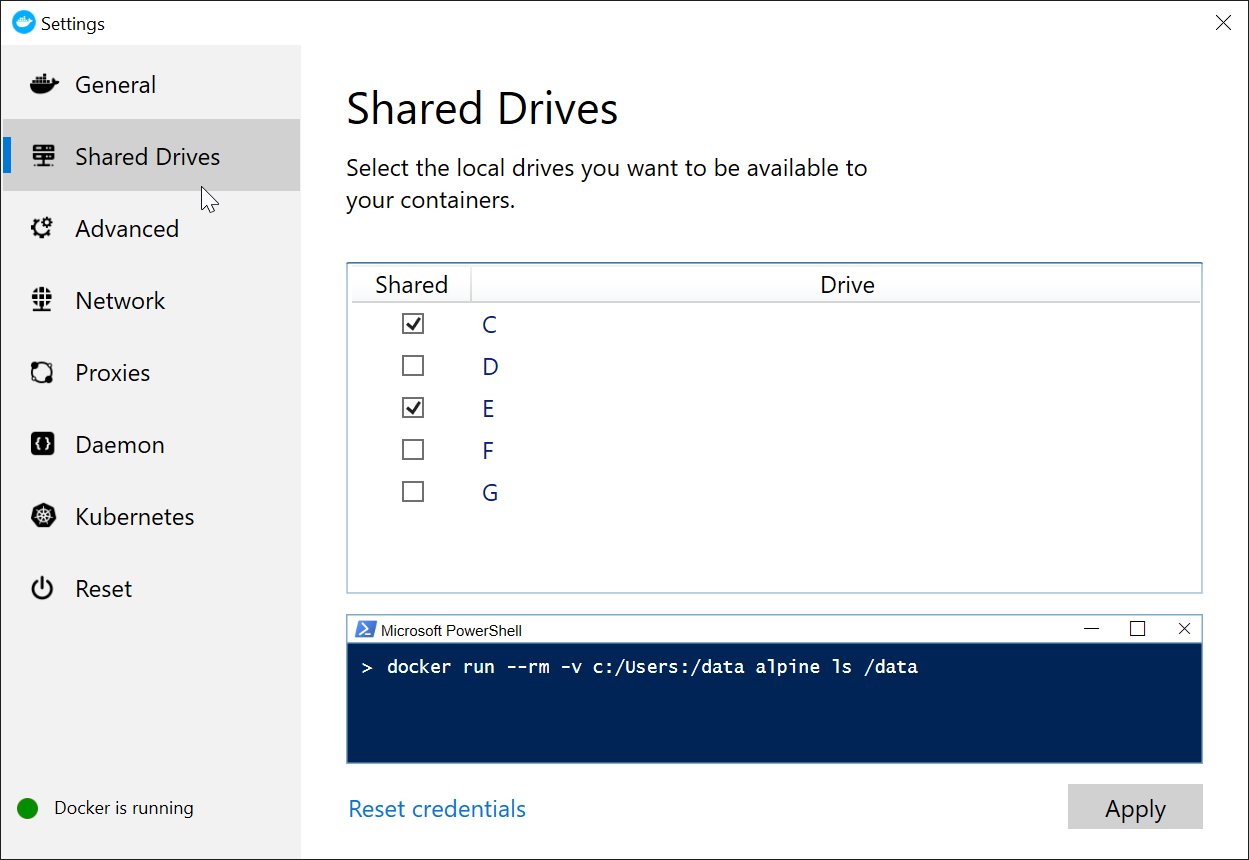 Settings
General
Shared Drives
Advanced
Network
Proxies
Daemon
Kubernetes
Reset
Docker is running
Shared Drives
Select the local drives you want to be available to
your containers.
Shared Drive
C
D
E
F
G
Microsoft PowerShell
> docker run --rm -v c:/Users:/data alpine ls /data
Reset credentials
Apply